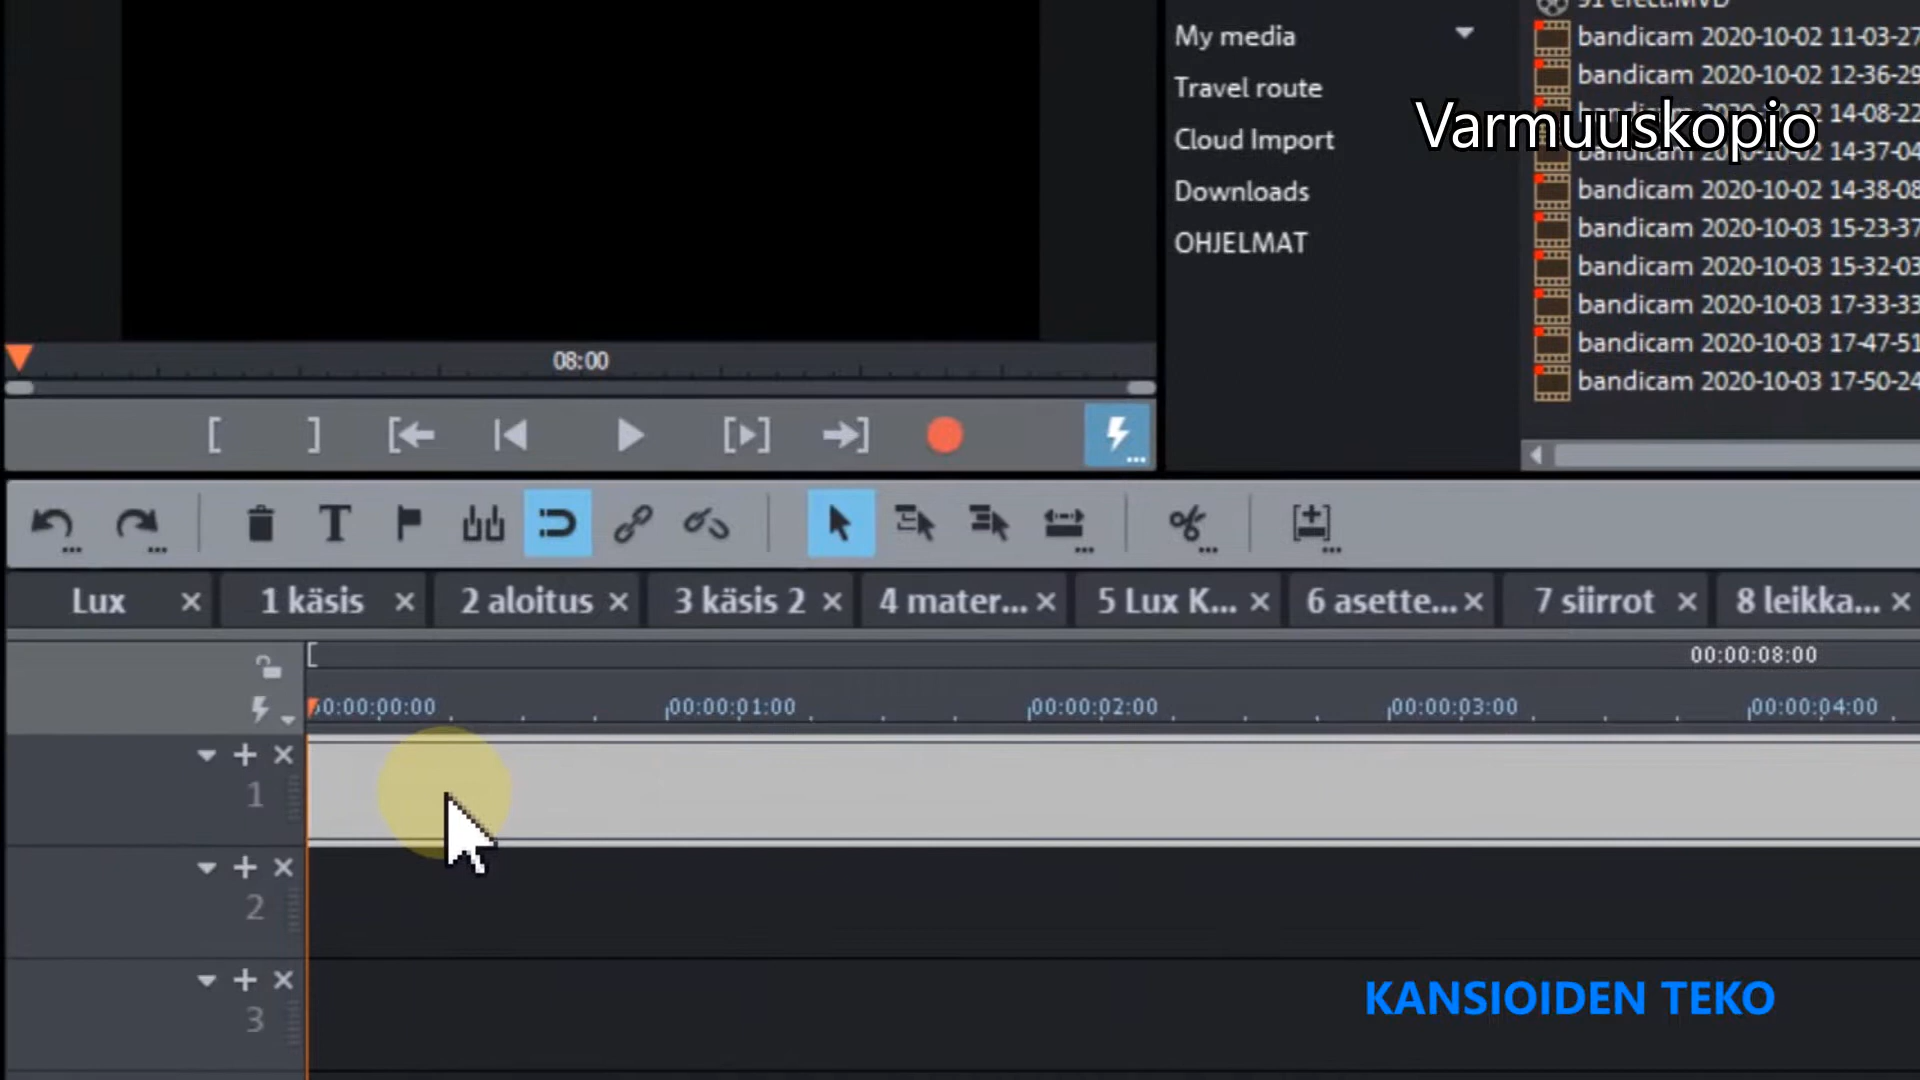 My media
Travel route
Cloud Import
Downloads
OHJELMAT
bandicam 2020-10-02 11-03-27
bandicam 2020-10-02 12-36-29
14-08-22
bandicam 2020-10-02 14-37-04
bandicam 2020-10-02 14-38-08
bandicam 2020-10-03 15-23-37
bandicam 2020-10-03 15-32-03
bandicam 2020-10-03 17-33-33
bandicam 2020-10-03 17-47-51
bandicam 2020-10-03 17-50-24
Varmuuskopio
08:00
Lux
1 käsis
2 aloitus
3 käsis 2
4 mater...
5 Lux K...
6 asette...
7 siirrot
8 leikka...
00:00:08:00
00:00:00:00
00:00:01:00
00:00:02:00
00:00:03:00
00:00:04:00
1
2
3
KANSIOIDEN TEKO